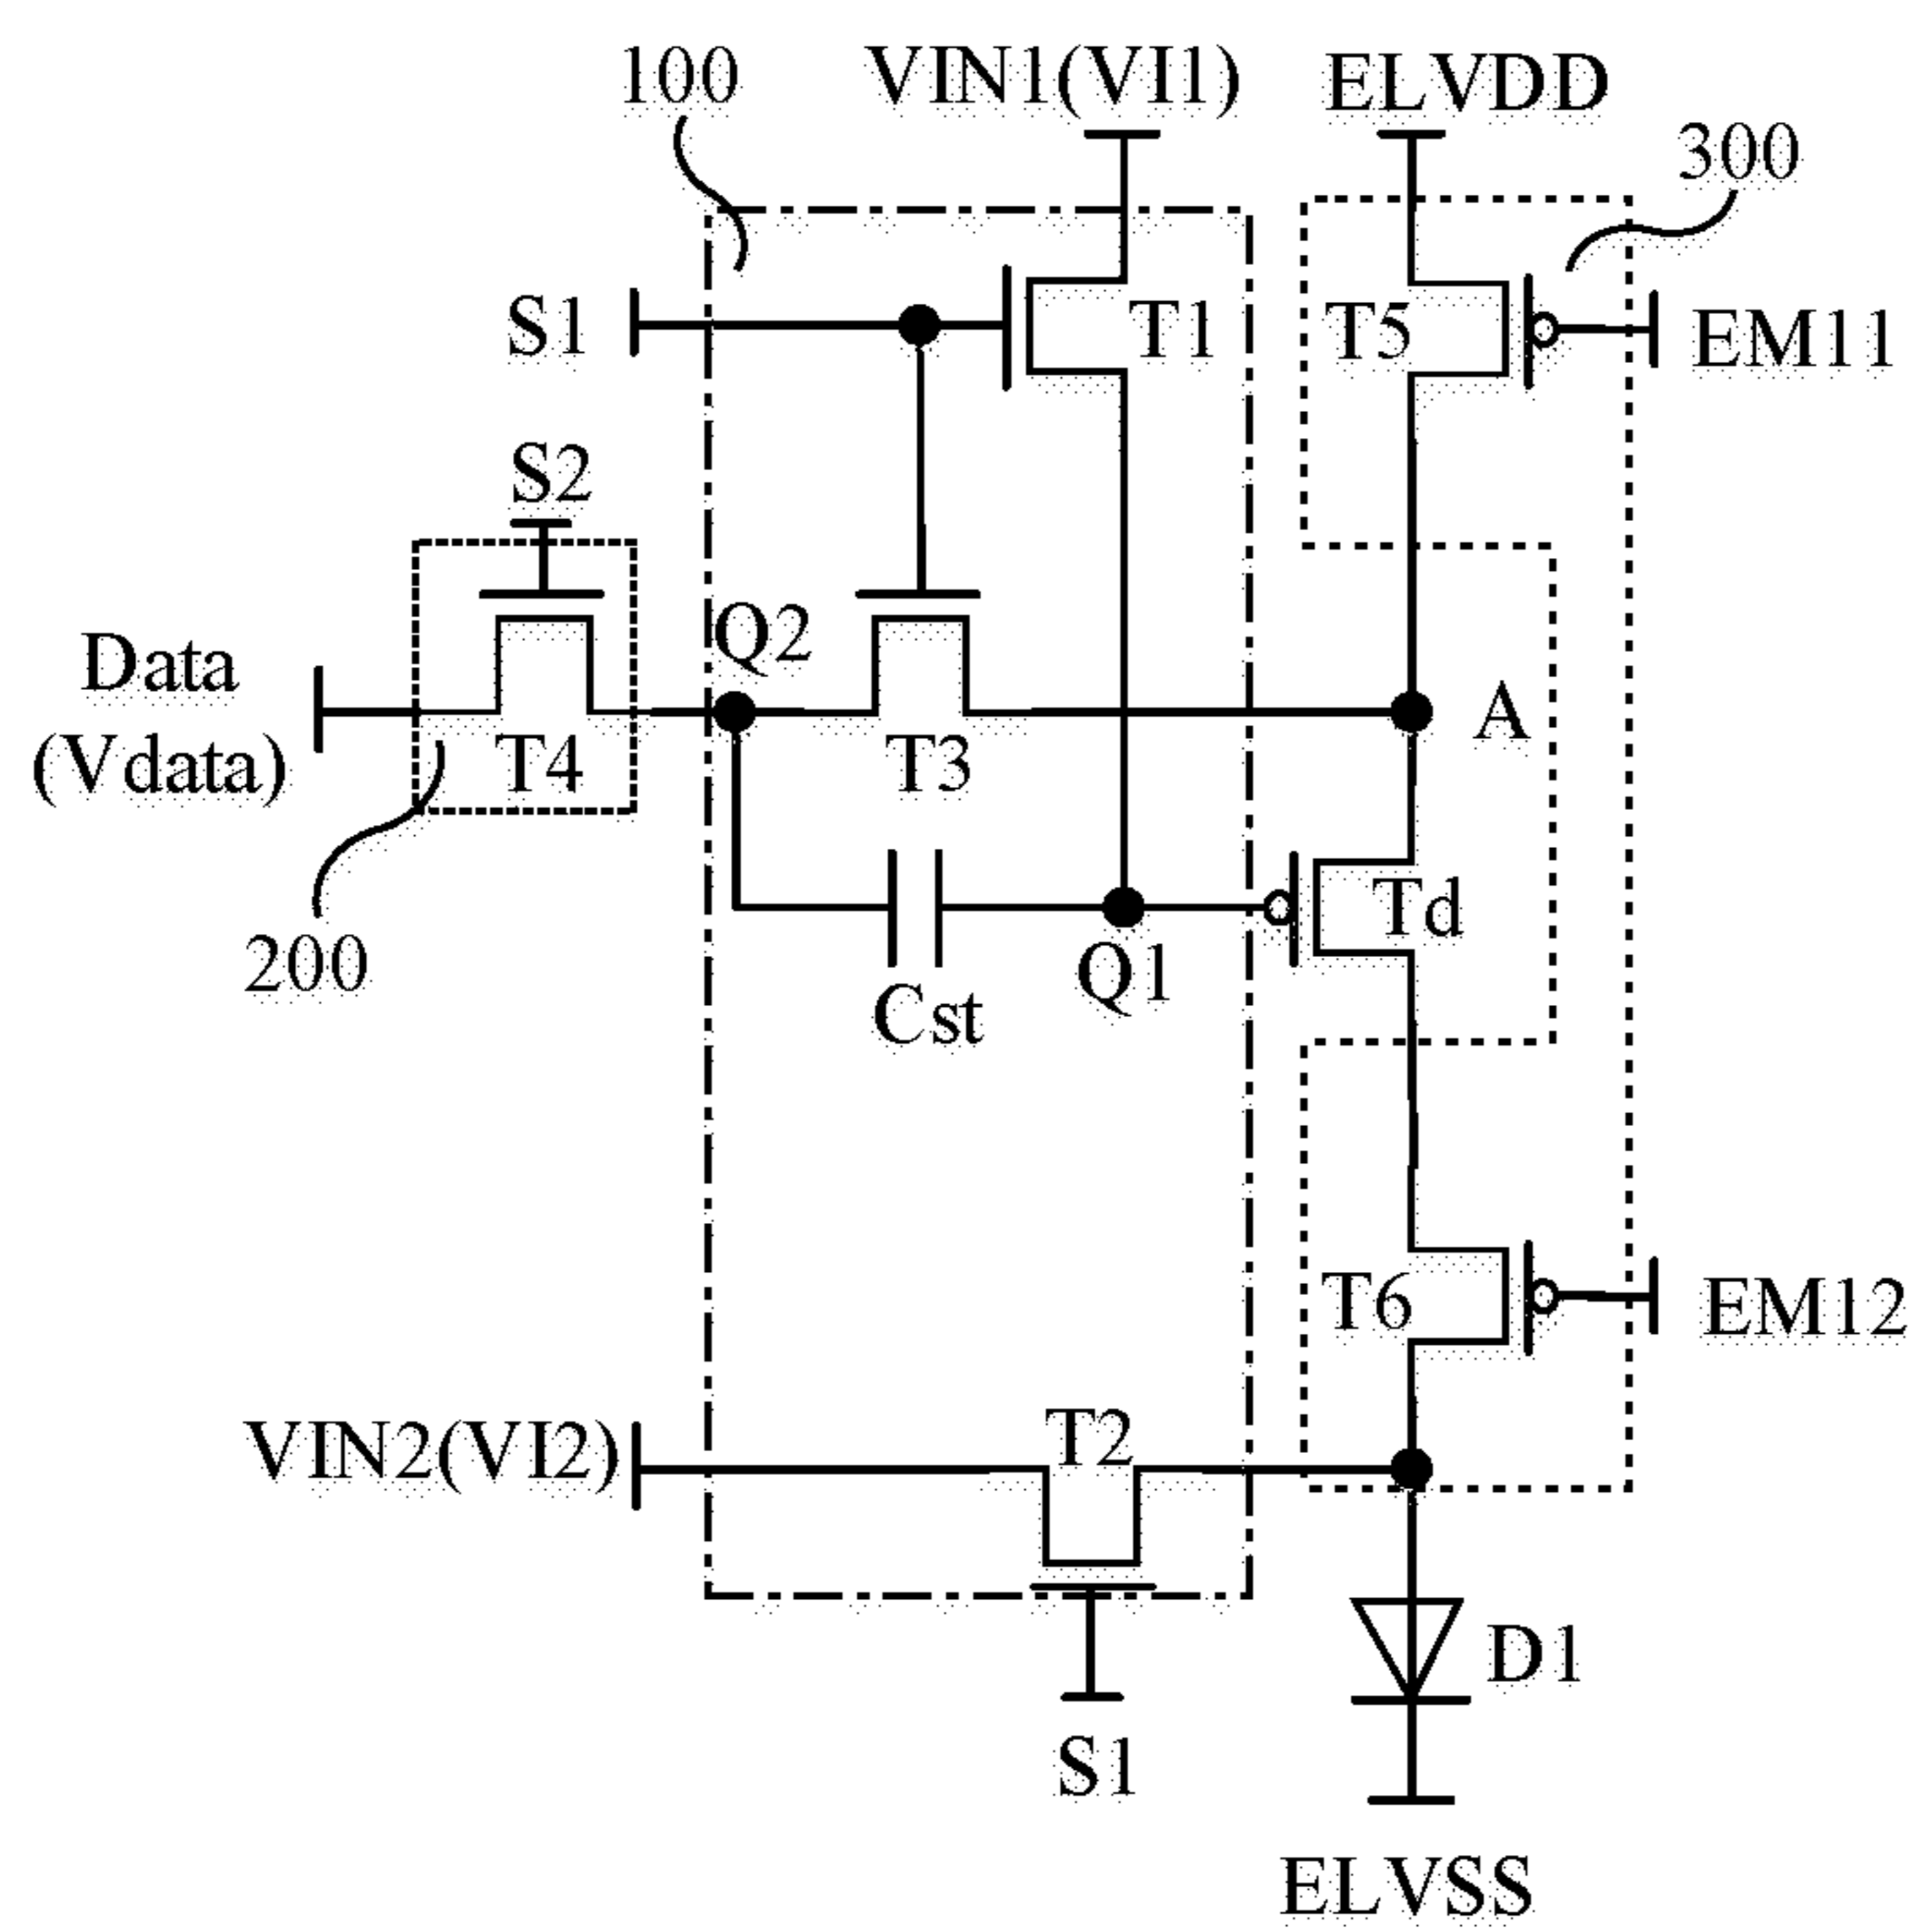 100
VIN1(VI1)
ELVDD
300
S1
T1
T5
EM11
S2
Data
(Vdata)
Q2
T4
T3
A
200
Cst
Q1
Td
T6
EM12
VIN2(VI2)
T2
D1
S1
ELVSS